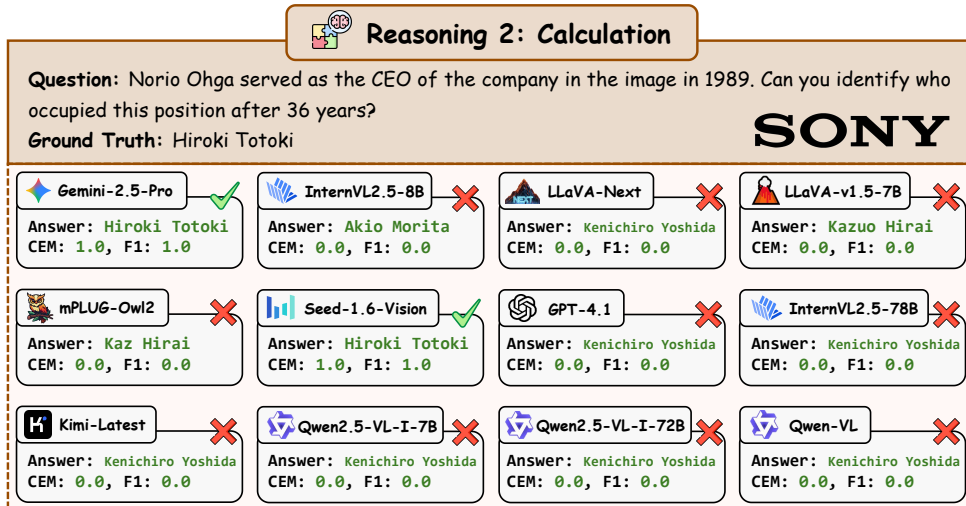 Reasoning 2: Calculation
Question: Norio Ohga served as the CEO of the company in the image in 1989. Can you identify who
occupied this position after 36 years?
Ground Truth: Hiroki Totoki
SONY
Gemini-2.5-Pro
Answer: Hiroki Totoki
CEM: 1.0, F1: 1.0
InternVL2.5-8B
Answer: Akio Morita
CEM: 0.0, F1: 0.0
NEXT
LLaVA-Next
Answer: Kenichiro Yoshida
CEM: 0.0, F1: 0.0
LLaVA-v1.5-7B
Answer: Kazuo Hirai
CEM: 0.0, F1: 0.0
mPLUG-Owl2
Answer: Kaz Hirai
CEM: 0.0, F1: 0.0
Seed-1.6-Vision
Answer: Hiroki Totoki
CEM: 1.0, F1: 1.0
GPT-4.1
Answer: Kenichiro Yoshida
CEM: 0.0, F1: 0.0
InternVL2.5-78B
Answer: Kenichiro Yoshida
CEM: 0.0, F1: 0.0
K
Kimi-Latest
Answer: Kenichiro Yoshida
CEM: 0.0, F1: 0.0
Qwen2.5-VL-I-7B
Answer: Kenichiro Yoshida
CEM: 0.0, F1: 0.0
Qwen2.5-VL-I-72B
Answer: Kenichiro Yoshida
CEM: 0.0, F1: 0.0
Qwen-VL
Answer: Kenichiro Yoshida
CEM: 0.0, F1: 0.0